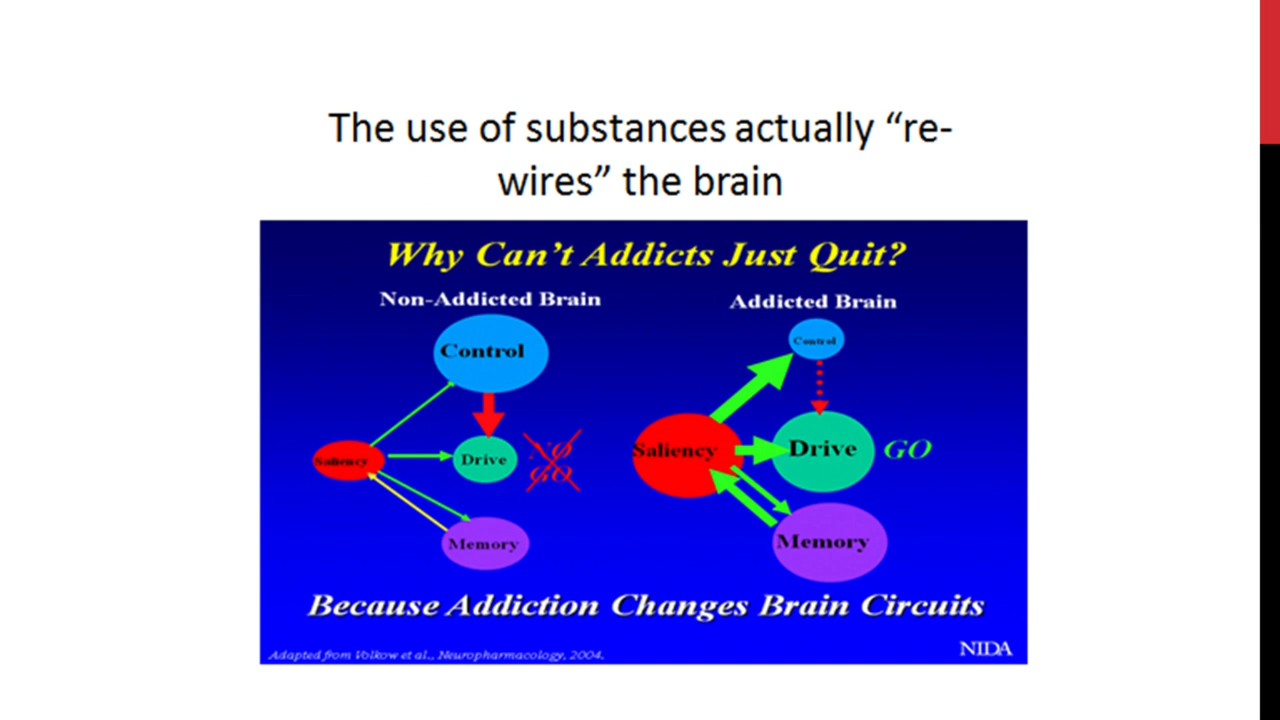 The use of substances actually “re-
wires” the brain
Why Can’t Addicts Just Quit?
Non-Addicted Brain
Addicted Brain
Control
Saliency
Drive
NO
GO
Memory
Control
Saliency
Drive
GO
Memory
Because Addiction Changes Brain Circuits
Adapted from Volkow et al., Neuropharmacology, 2004.
NIDA